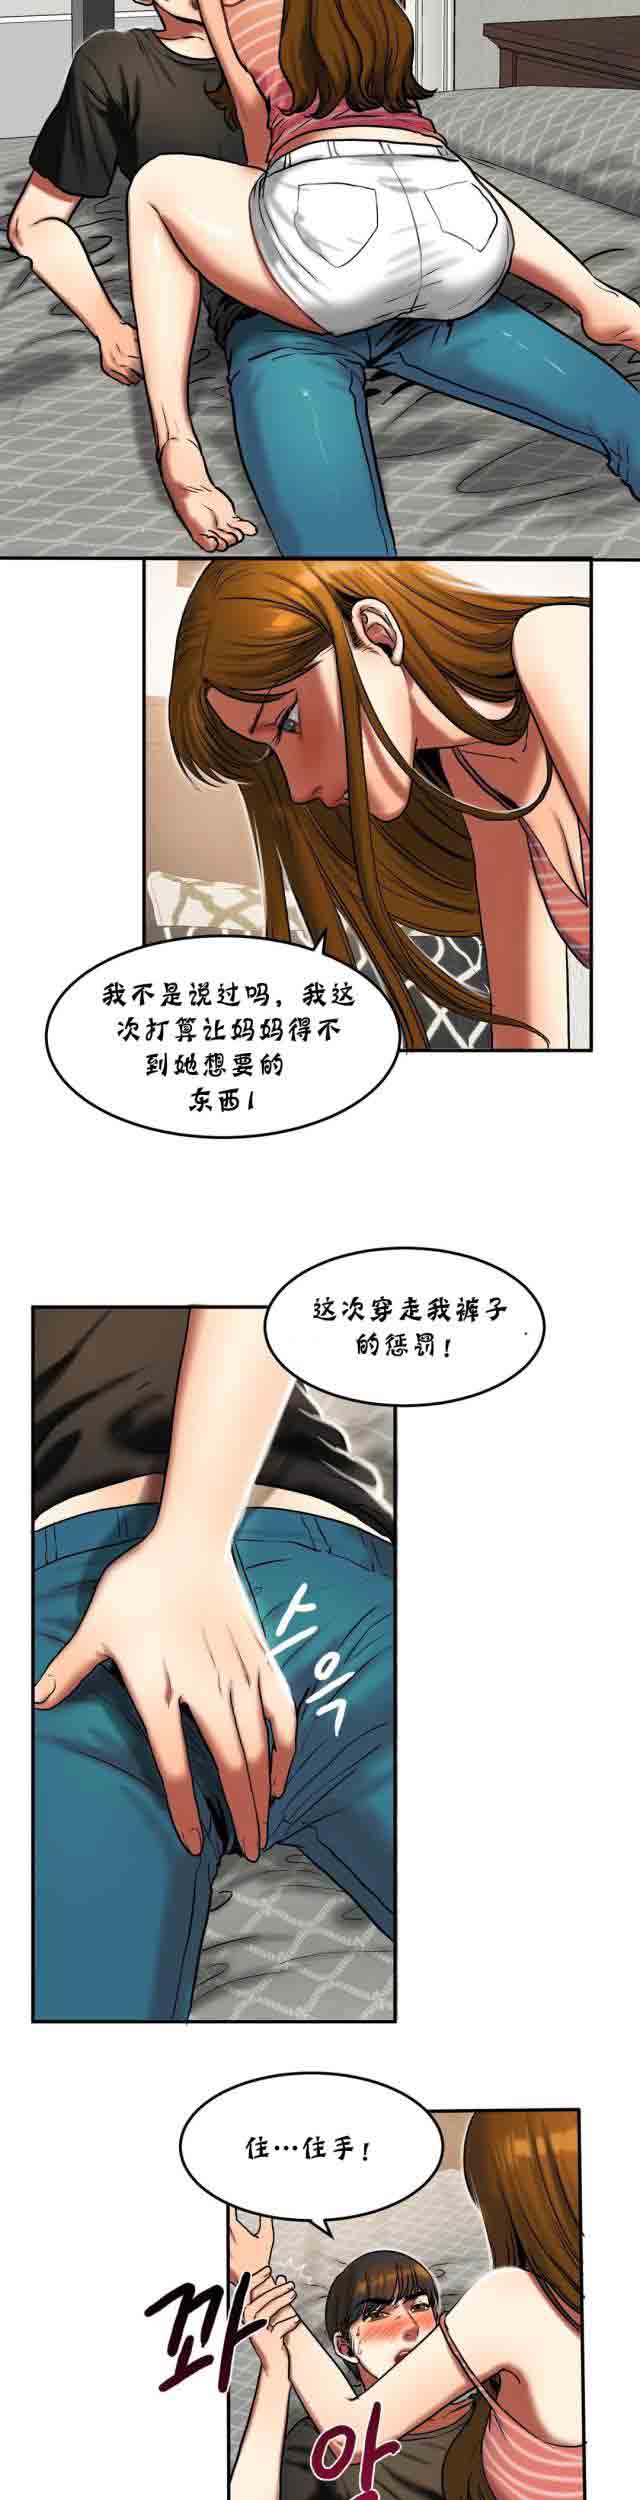 我不是说过吗，我这
次打算让妈妈得不
到她想要的
东西！
这次穿走我裤子
的惩罚！
스윽
住…住手！
꽈
악